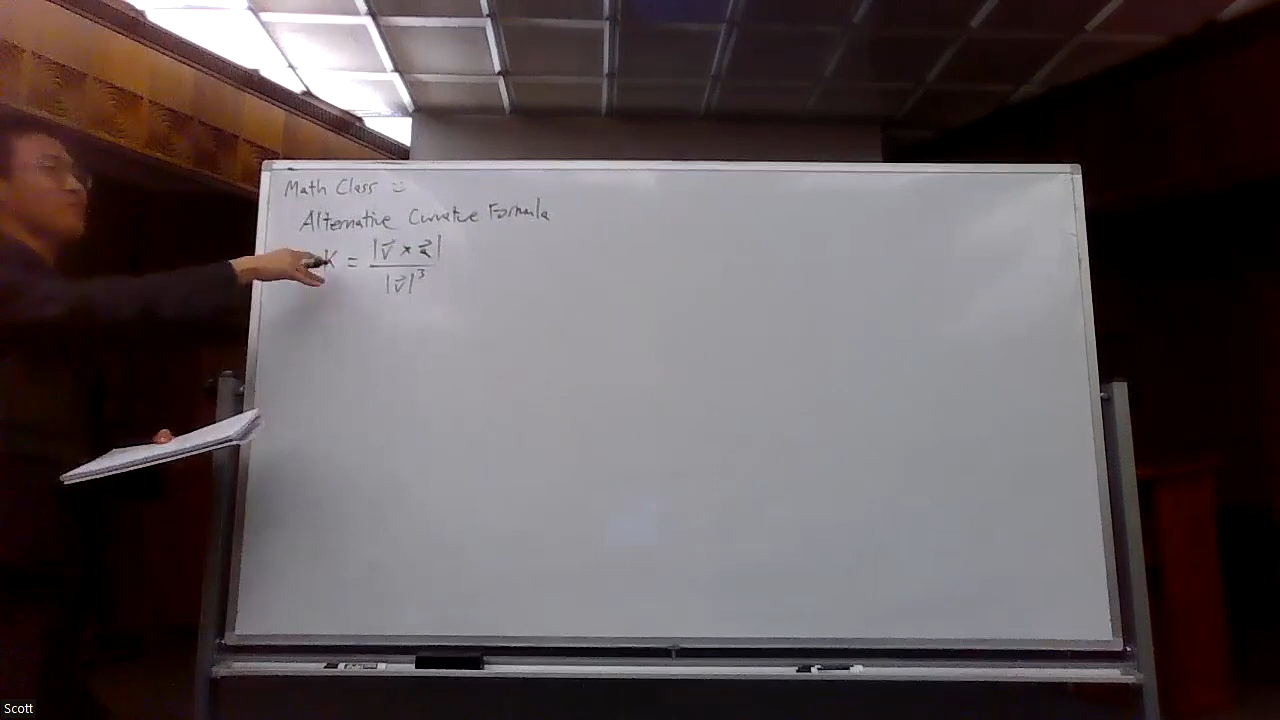 Math Class :)
Alternative Curvature Formula
K = |v⃗ × a⃗| / |v⃗|³
Scott